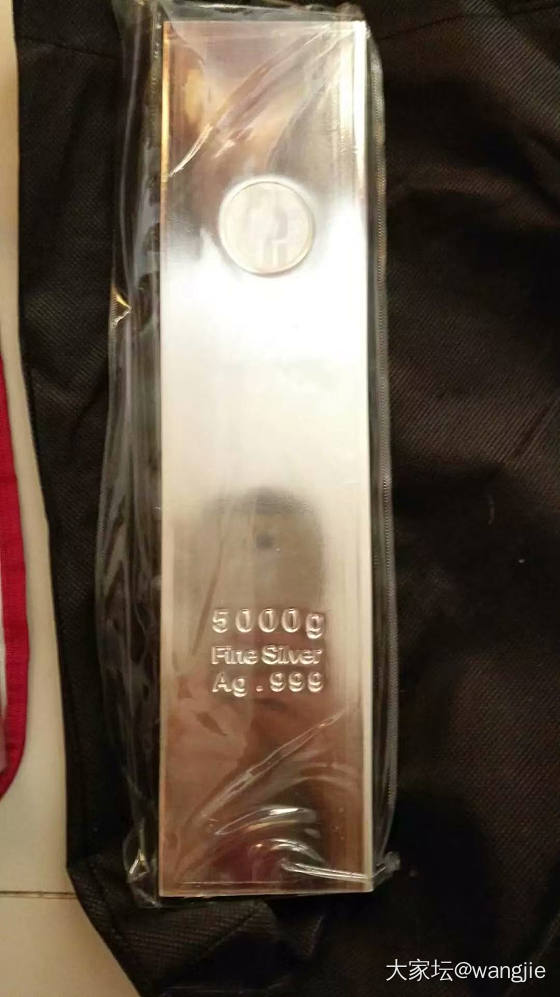 5000g
Fine Silver
Ag .999
大家坛@wangjie